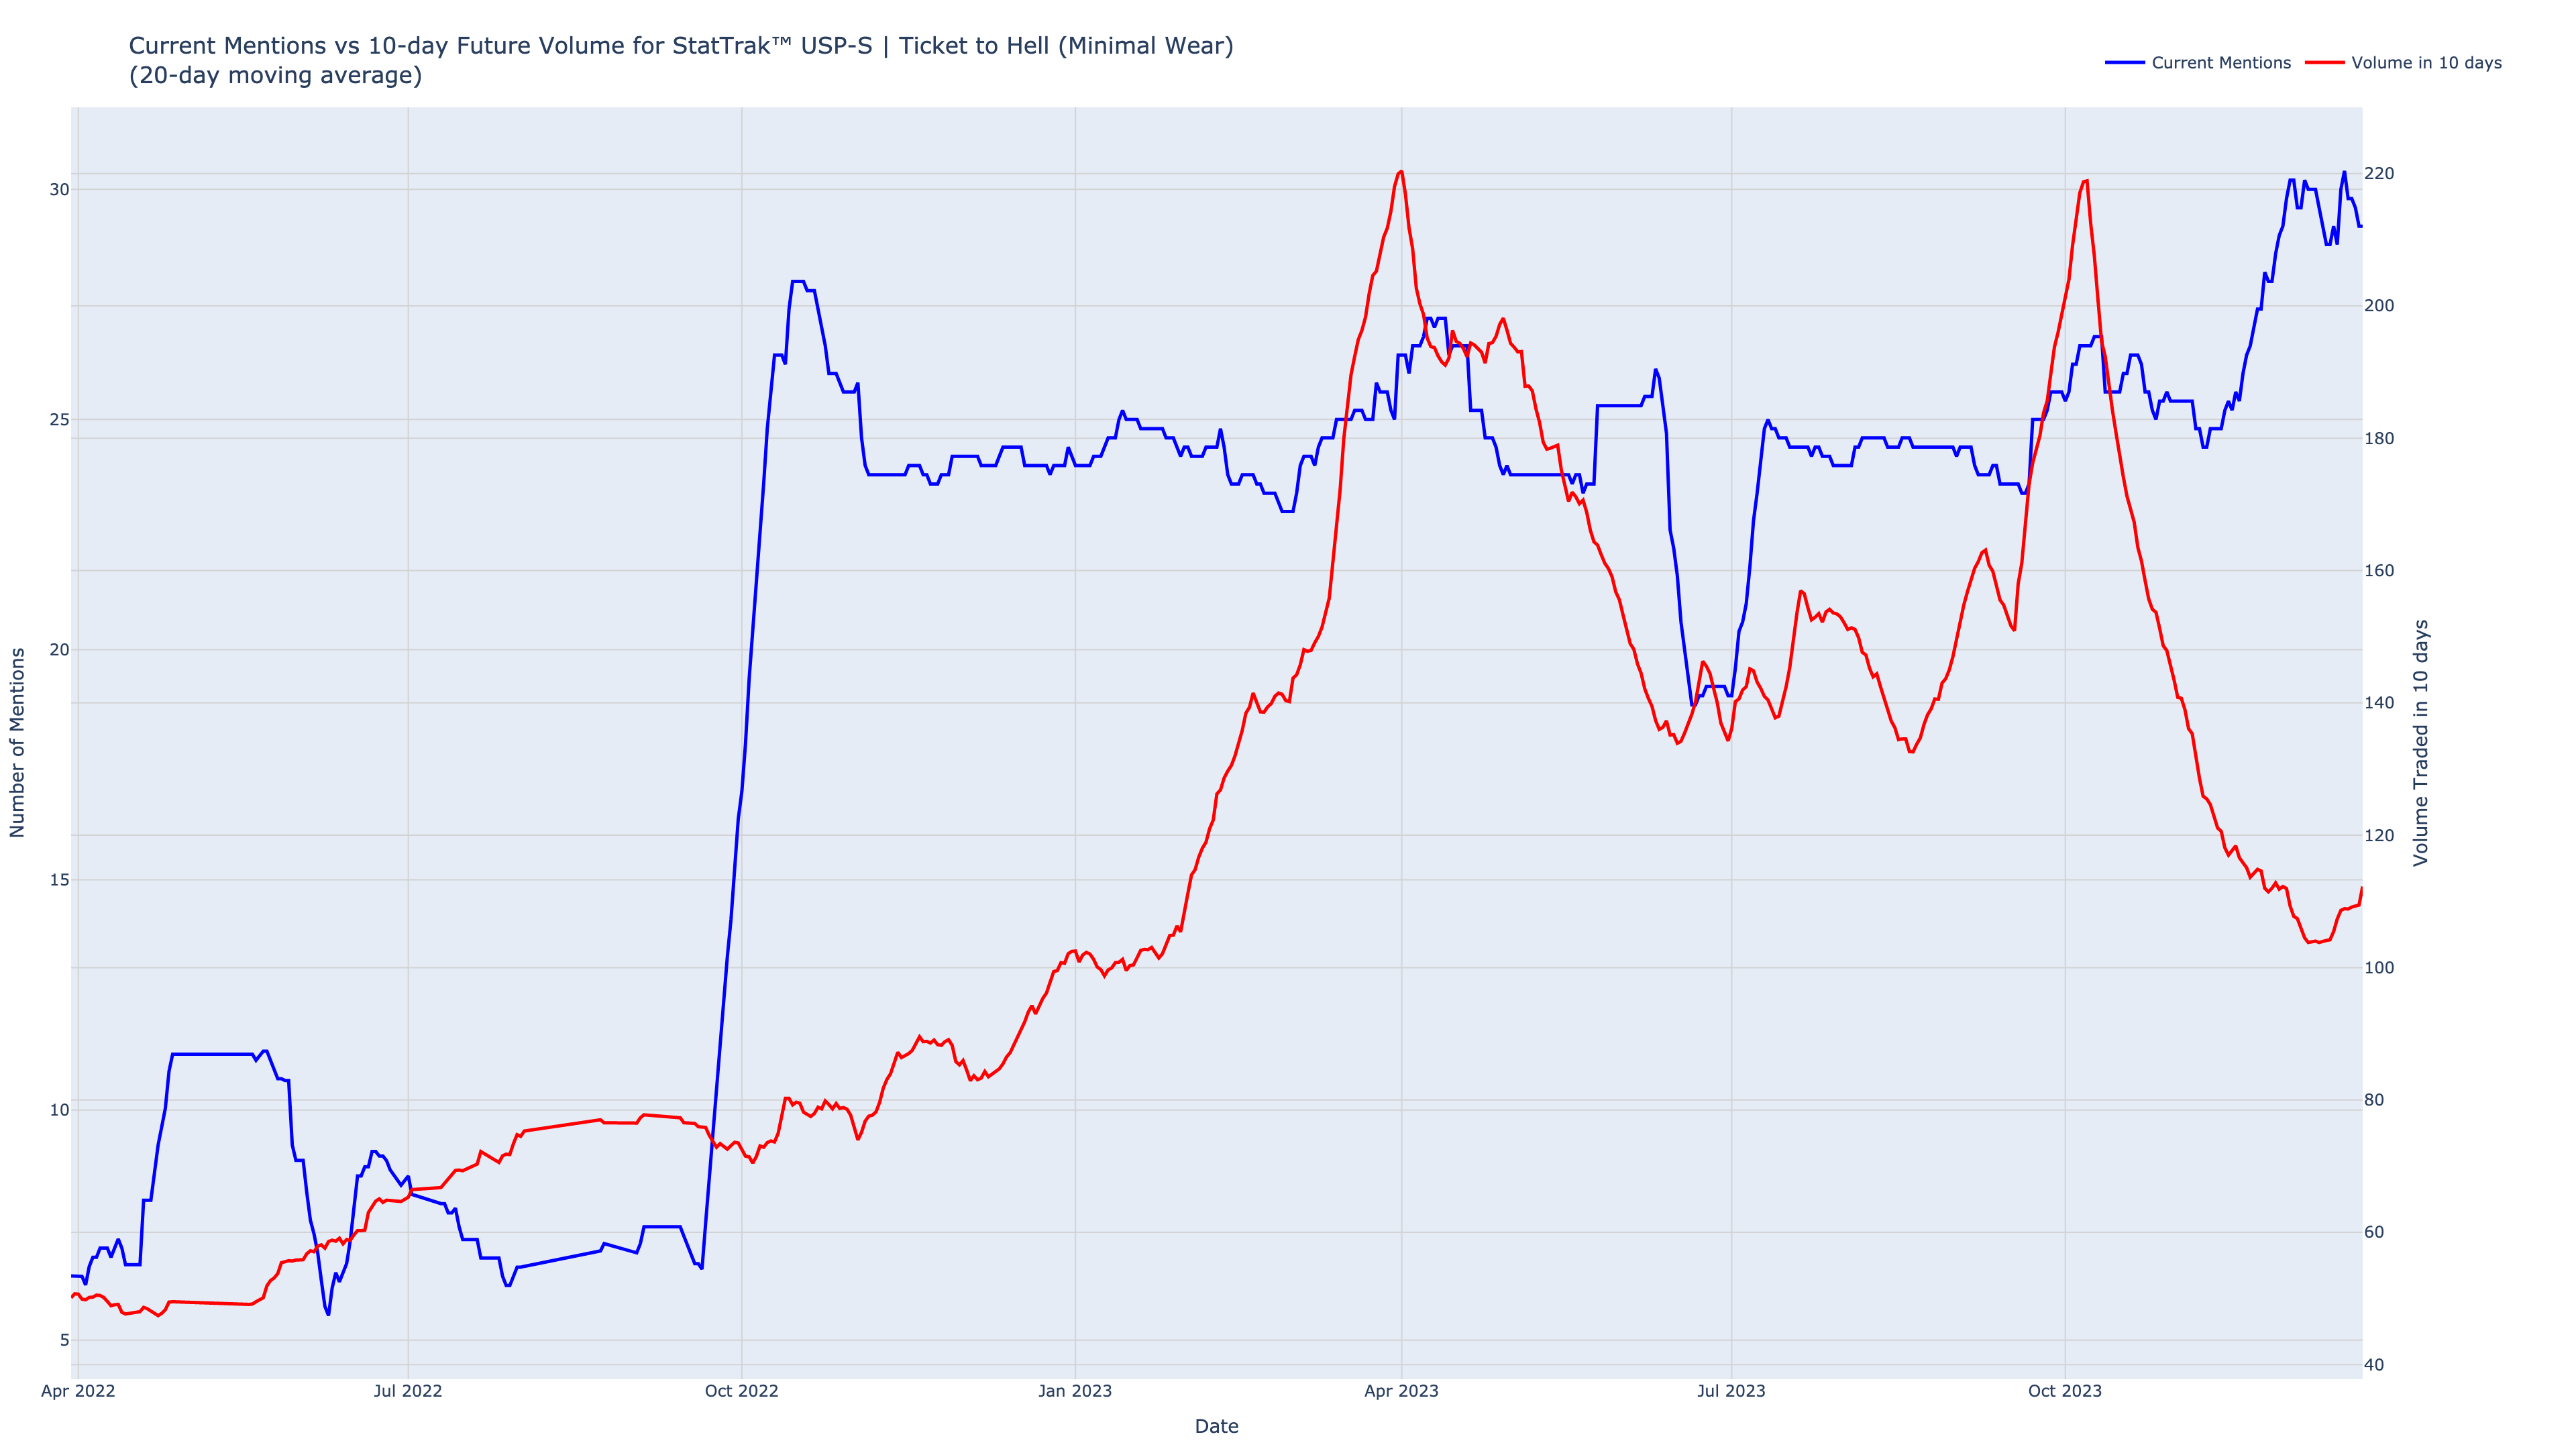 Current Mentions vs 10-day Future Volume for StatTrak™ USP-S | Ticket to Hell (Minimal Wear)
(20-day moving average)
Current Mentions
Volume in 10 days
30
25
20
15
10
5
Number of Mentions
220
200
180
160
140
120
100
80
60
40
Volume Traded in 10 days
Apr 2022
Jul 2022
Oct 2022
Jan 2023
Apr 2023
Jul 2023
Oct 2023
Date